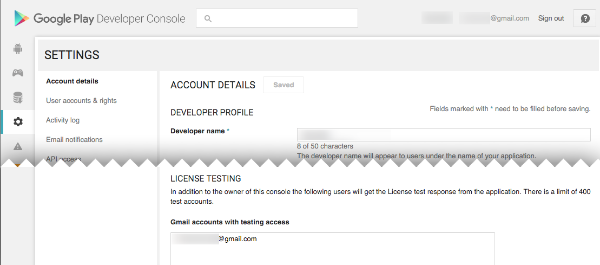 Google Play Developer Console
@gmail.com Sign out
SETTINGS
Account details
User accounts & rights
Activity log
Email notifications
API access
ACCOUNT DETAILS Saved
Fields marked with * need to be filled before saving.
DEVELOPER PROFILE
Developer name *
8 of 50 characters
The developer name will appear to users under the name of your application.
LICENSE TESTING
In addition to the owner of this console the following users will get the License test response from the application. There is a limit of 400
test accounts.
Gmail accounts with testing access
@gmail.com